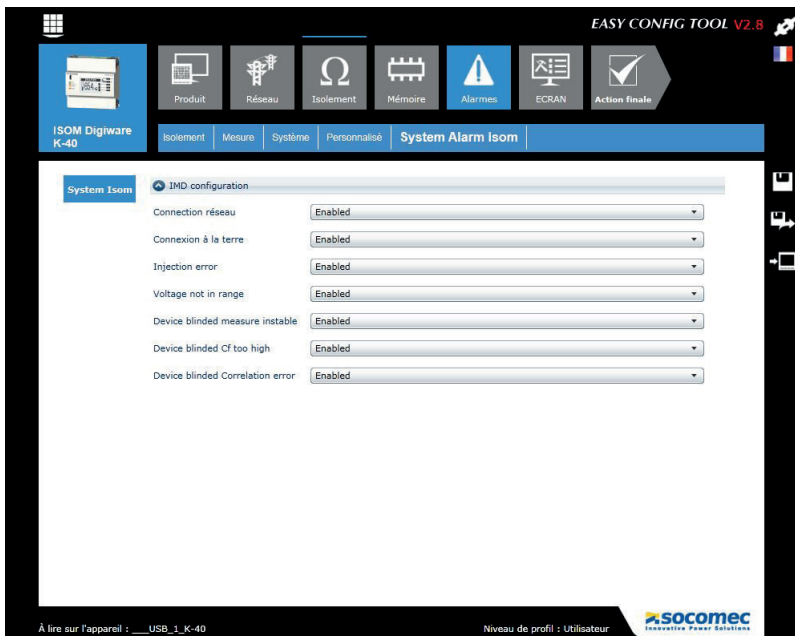 EASY CONFIG TOOL V2.8
Produit
Réseau
Isolement
Mémoire
Alarmes
ECRAN
Action finale
ISOM Digiware
K-40
Isolement
Mesure
Système
Personnalisé
System Alarm Isom
System Isom
IMD configuration
Connection réseau Enabled
Connexion à la terre Enabled
Injection error Enabled
Voltage not in range Enabled
Device blinded measure instable Enabled
Device blinded Cf too high Enabled
Device blinded Correlation error Enabled
À lire sur l'appareil : ___USB_1_K-40
Niveau de profil : Utilisateur
socomec
Innovative Power Solutions